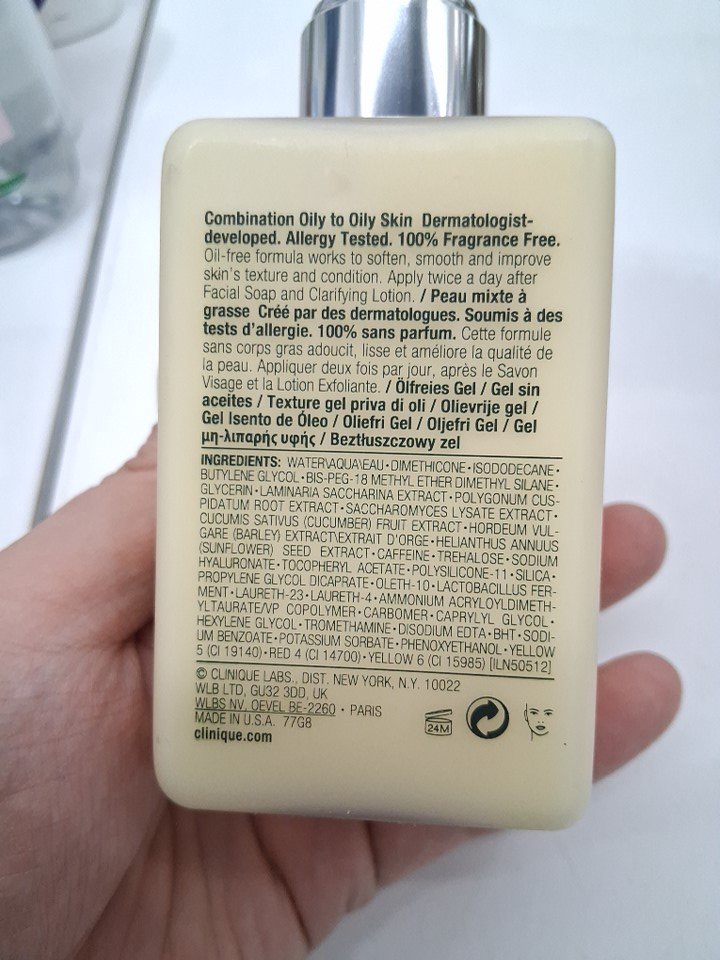 Combination Oily to Oily Skin Dermatologist-
developed. Allergy Tested. 100% Fragrance Free.
Oil-free formula works to soften, smooth and improve
skin's texture and condition. Apply twice a day after
Facial Soap and Clarifying Lotion. / Peau mixte à
grasse Créé par des dermatologues. Soumis à des
tests d'allergie. 100% sans parfum. Cette formule
sans corps gras adoucit, lisse et améliore la qualité de
la peau. Appliquer deux fois par jour, après le Savon
Visage et la Lotion Exfoliante. / Ölfreies Gel / Gel sin
aceites / Texture gel priva di oli / Olievrije gel /
Gel Isento de Óleo / Oliefri Gel / Oljefri Gel / Gel
μη-λιπαρής υφής / Beztłuszczowy żel
INGREDIENTS: WATER\AQUA\EAU • DIMETHICONE • ISODODECANE •
BUTYLENE GLYCOL • BIS-PEG-18 METHYL ETHER DIMETHYL SILANE •
GLYCERIN • LAMINARIA SACCHARINA EXTRACT • POLYGONUM CUS-
PIDATUM ROOT EXTRACT • SACCHAROMYCES LYSATE EXTRACT •
CUCUMIS SATIVUS (CUCUMBER) FRUIT EXTRACT • HORDEUM VUL-
GARE (BARLEY) EXTRACT\EXTRAIT D'ORGE • HELIANTHUS ANNUUS
(SUNFLOWER) SEED EXTRACT • CAFFEINE • TREHALOSE • SODIUM
HYALURONATE • TOCOPHERYL ACETATE • POLYSILICONE-11 • SILICA •
PROPYLENE GLYCOL DICAPRATE • OLETH-10 • LACTOBACILLUS FER-
MENT • LAURETH-23 • LAURETH-4 • AMMONIUM ACRYLOYLDIMETH-
YLTAURATE/VP COPOLYMER • CARBOMER • CAPRYLYL GLYCOL •
HEXYLENE GLYCOL • TROMETHAMINE • DISODIUM EDTA • BHT • SODI-
UM BENZOATE • POTASSIUM SORBATE • PHENOXYETHANOL • YELLOW
5 (CI 19140) • RED 4 (CI 14700) • YELLOW 6 (CI 15985) [ILN50512]
© CLINIQUE LABS., DIST. NEW YORK, N.Y. 10022
WLB LTD, GU32 3DD, UK
WLBS NV, OEVEL BE-2260 • PARIS
MADE IN U.S.A. 77G8
clinique.com
24M